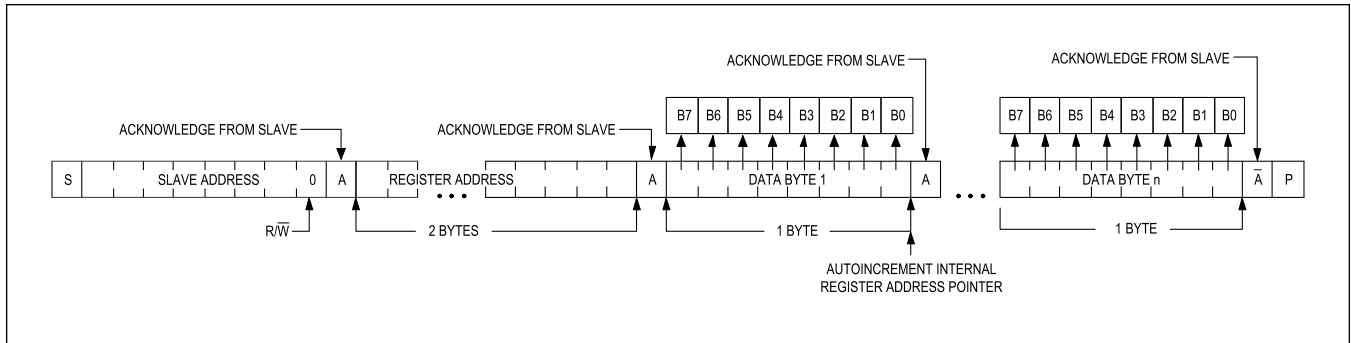 ACKNOWLEDGE FROM SLAVE
ACKNOWLEDGE FROM SLAVE
B7 B6 B5 B4 B3 B2 B1 B0
B7 B6 B5 B4 B3 B2 B1 B0
ACKNOWLEDGE FROM SLAVE
ACKNOWLEDGE FROM SLAVE
S SLAVE ADDRESS 0 A REGISTER ADDRESS ••• A DATA BYTE 1 A ••• DATA BYTE n A̅ P
R/W̅
2 BYTES
1 BYTE
1 BYTE
AUTOINCREMENT INTERNAL
REGISTER ADDRESS POINTER